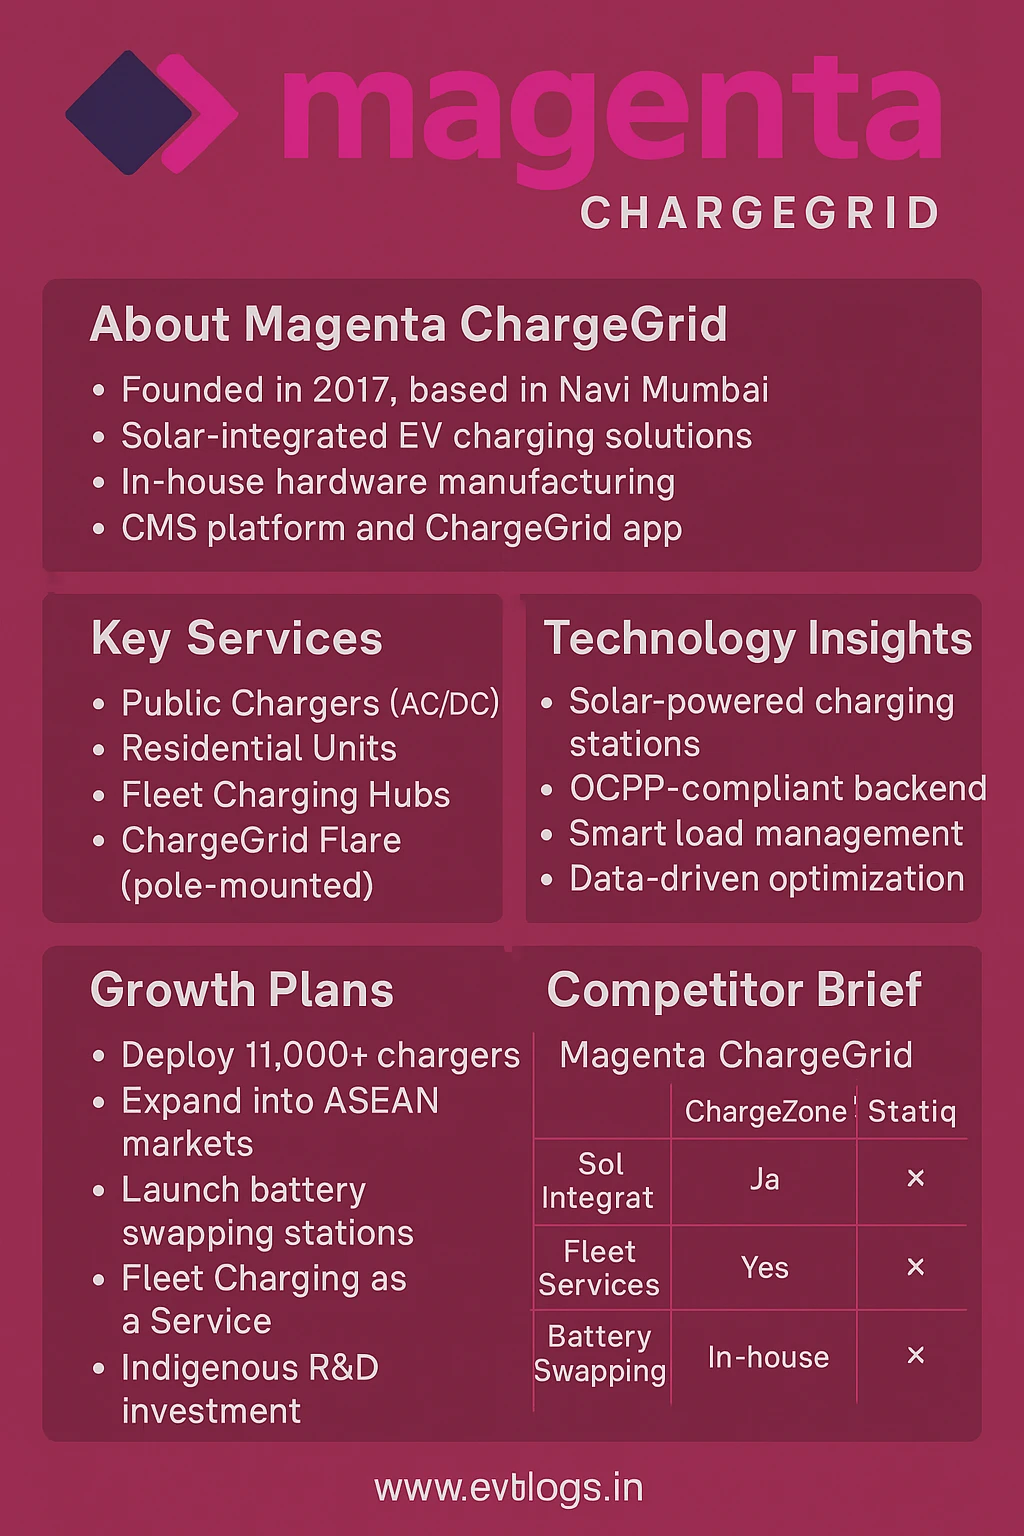 magenta
CHARGEGRID
About Magenta ChargeGrid
• Founded in 2017, based in Navi Mumbai
• Solar-integrated EV charging solutions
• In-house hardware manufacturing
• CMS platform and ChargeGrid app
Key Services
• Public Chargers (AC/DC)
• Residential Units
• Fleet Charging Hubs
• ChargeGrid Flare
(pole-mounted)
Technology Insights
• Solar-powered charging
stations
• OCPP-compliant backend
• Smart load management
• Data-driven optimization
Growth Plans
• Deploy 11,000+ chargers
• Expand into ASEAN
markets
• Launch battery
swapping stations
• Fleet Charging as
a Service
• Indigenous R&D
investment
Competitor Brief
Magenta ChargeGrid
ChargeZone Statiq
Sol
Integrat
Ja ×
Fleet
Services
Yes ×
Battery
Swapping
In-house ×
www.evblogs.in